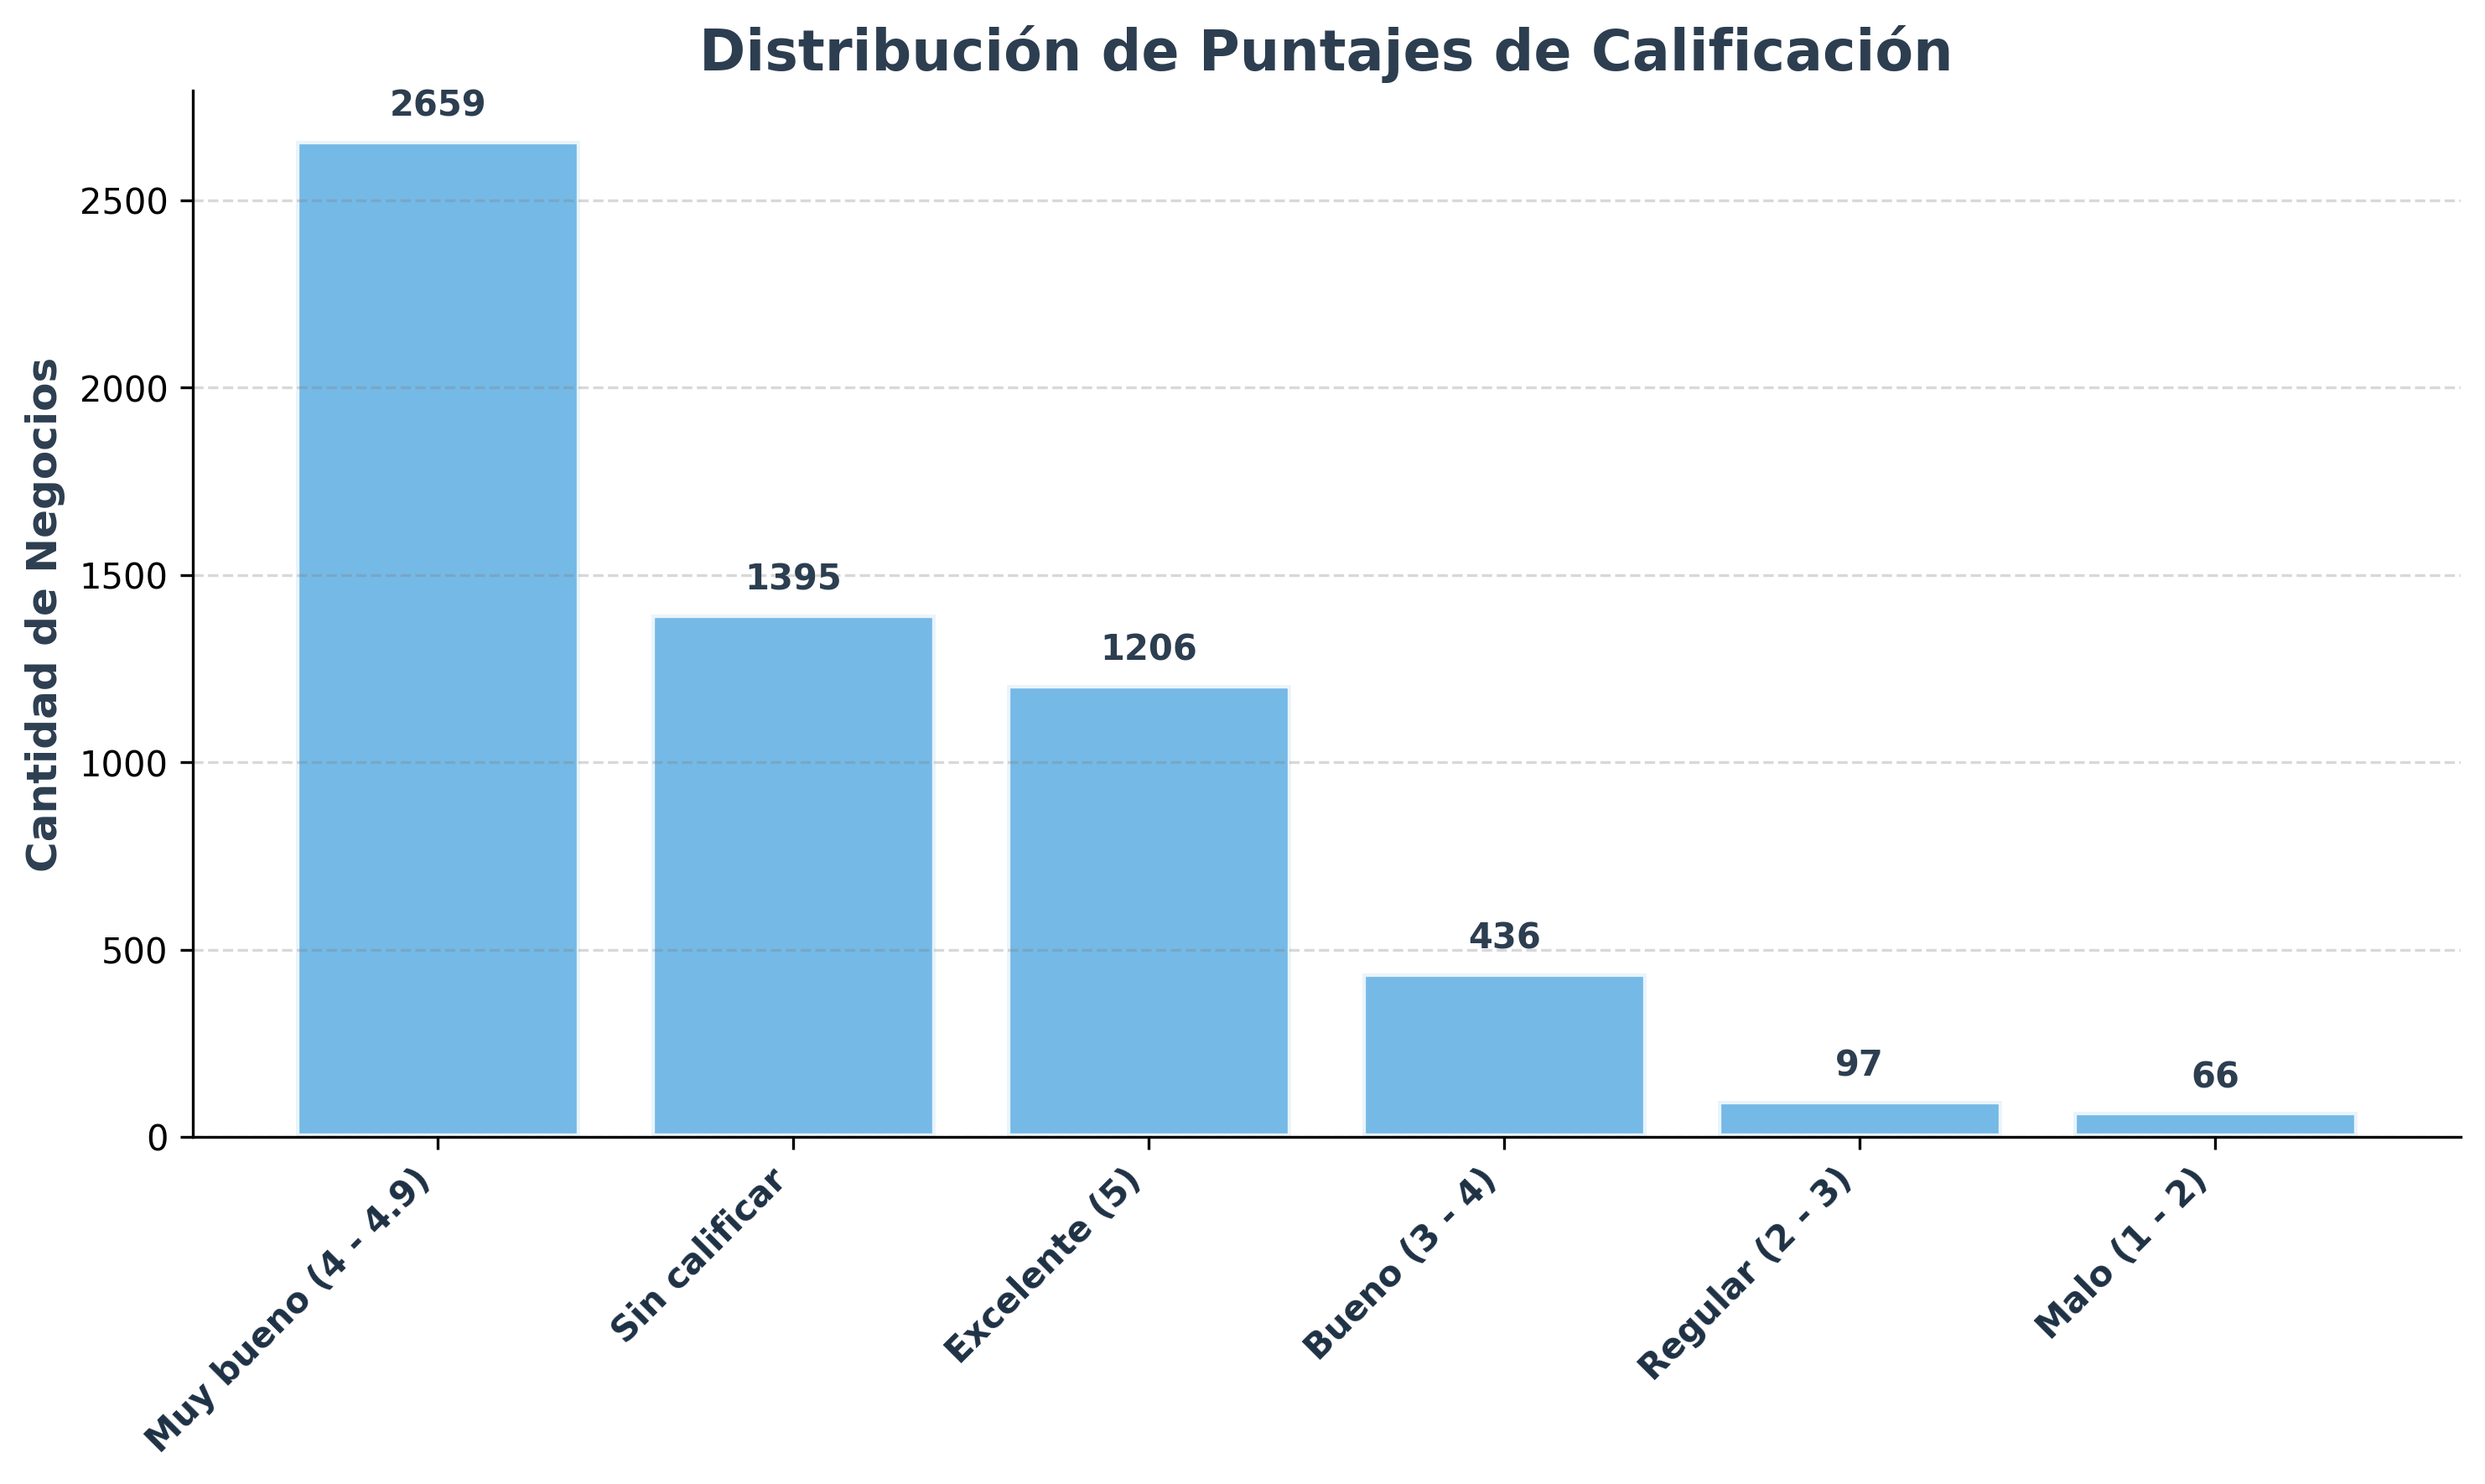 Distribución de Puntajes de Calificación
Cantidad de Negocios
2500
2000
1500
1000
500
0
2659
1395
1206
436
97
66
Muy bueno (4 - 4.9)
Sin calificar
Excelente (5)
Bueno (3 - 4)
Regular (2 - 3)
Malo (1 - 2)